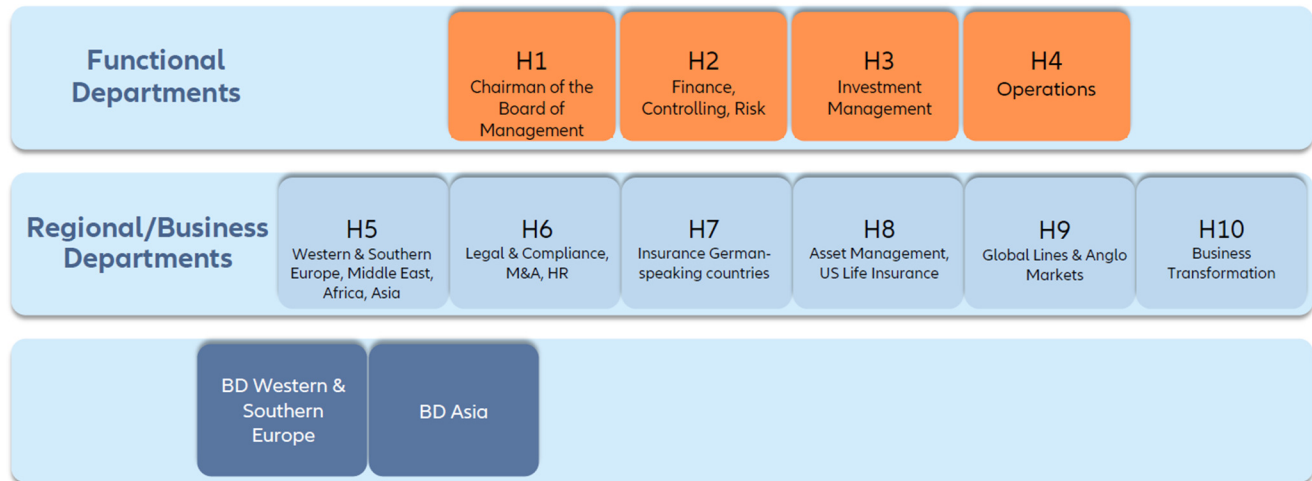 Functional
Departments
H1
Chairman of the
Board of
Management
H2
Finance,
Controlling, Risk
H3
Investment
Management
H4
Operations
Regional/Business
Departments
H5
Western & Southern
Europe, Middle East,
Africa, Asia
H6
Legal & Compliance,
M&A, HR
H7
Insurance German-
speaking countries
H8
Asset Management,
US Life Insurance
H9
Global Lines & Anglo
Markets
H10
Business
Transformation
BD Western &
Southern
Europe
BD Asia